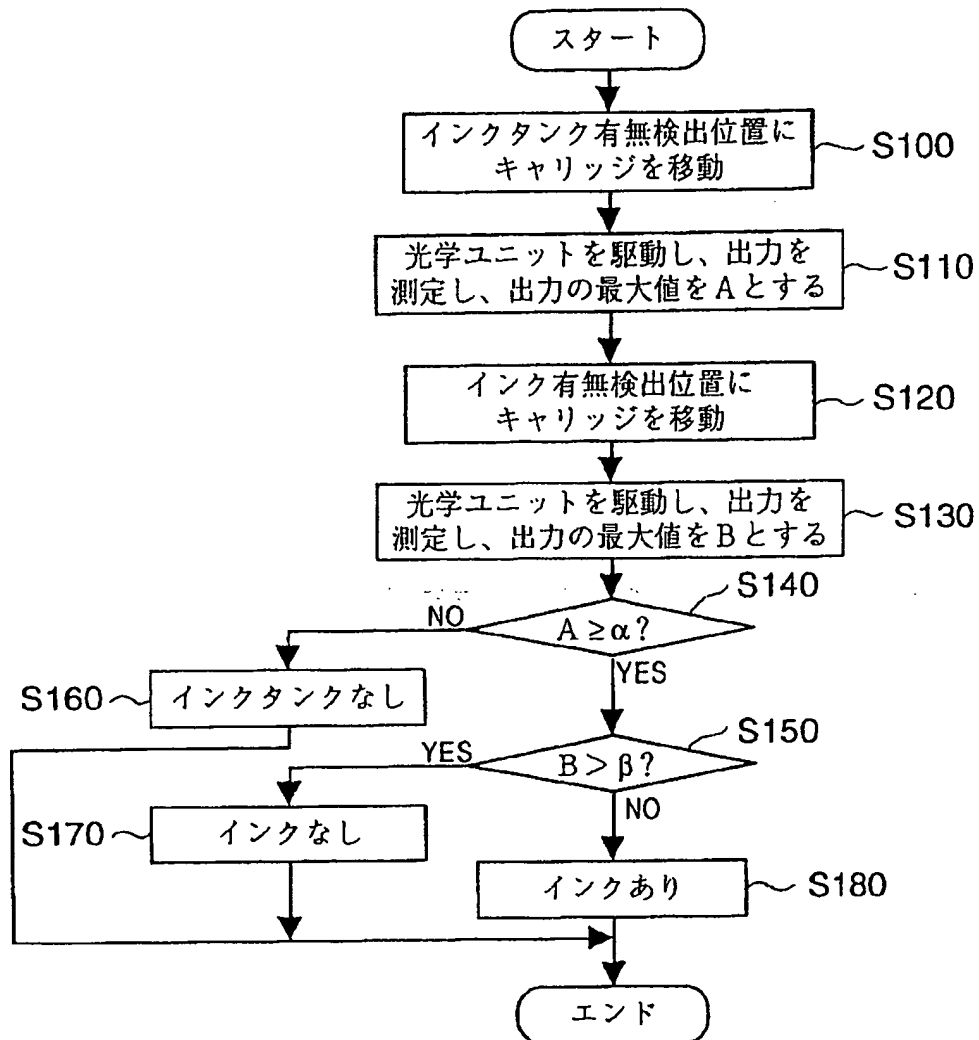 スタート
インクタンク有無検出位置に
キャリッジを移動
S100
光学ユニットを駆動し、出力を
測定し、出力の最大値をAとする
S110
インク有無検出位置に
キャリッジを移動
S120
光学ユニットを駆動し、出力を
測定し、出力の最大値をBとする
S130
S140
NO
A≥α?
YES
S160
インクタンクなし
S150
YES
B>β?
NO
S170
インクなし
インクあり
S180
エンド